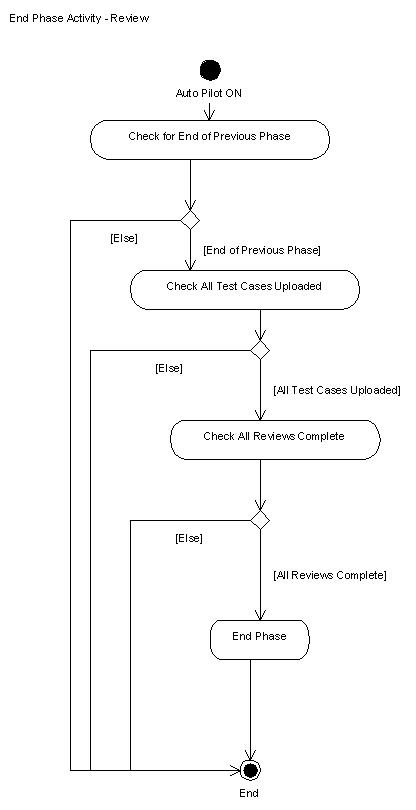 End Phase Activity - Review
Auto Pilot ON
Check for End of Previous Phase
[Else]
[End of Previous Phase]
Check All Test Cases Uploaded
[Else]
[All Test Cases Uploaded]
Check All Reviews Complete
[Else]
[All Reviews Complete]
End Phase
End